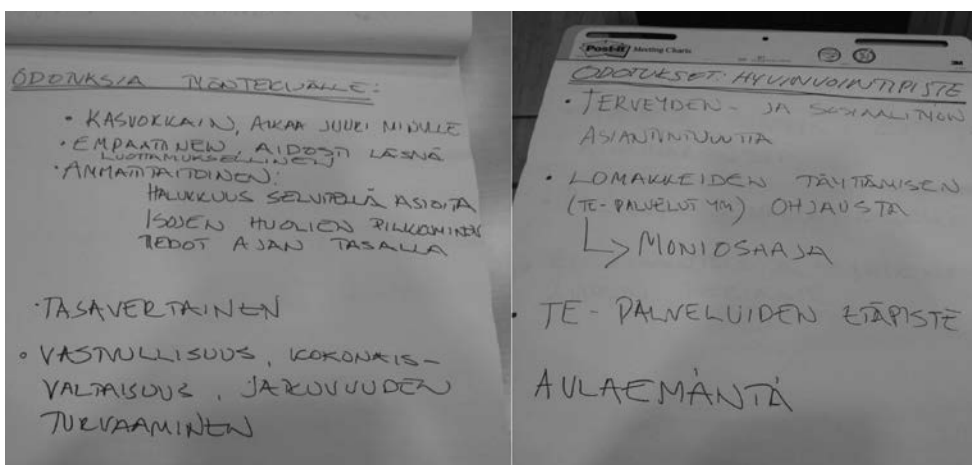 ODOTUKSIA TYÖNTEKIJÄLLE:
• KASVOKKAIN, AIKAA JUURI MINULLE
• EMPAATTINEN, AIDOSTI LÄSNÄ
LUOTTAMUKSELLINEN
• AMMATTITAITOINEN:
HALUKKUUS SELVITELLÄ ASIOITA
ISOJEN HUOLIEN PILKKOMINEN
TIEDOT AJAN TASALLA
• TASAVERTAINEN
• VASTUULLISUUS, KOKONAIS-
VALTAISUUS, JATKUVUUDEN
TURVAAMINEN
Post-it Meeting Charts
3M
ODOTUKSET: HYVINVOINTIPISTE
• TERVEYDEN- JA SOSIAALITYÖN
ASIANTUNTIJUUTTA
• LOMAKKEIDEN TÄYTTÄMISEN
(TE-PALVELUT YM) OHJAUSTA
↳ MONIOSAAJA
• TE-PALVELUIDEN ETÄPISTE
AULAEMÄNTÄ